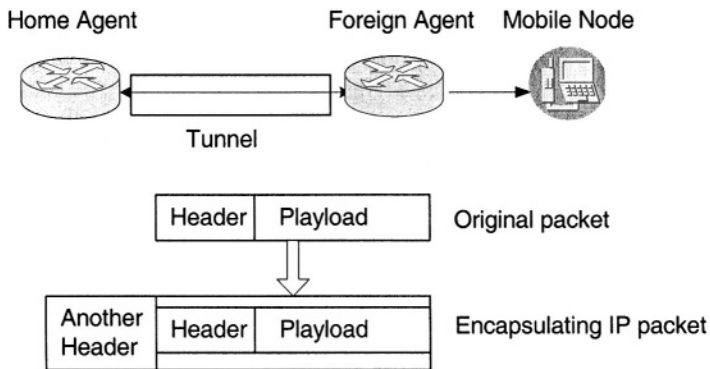 Home Agent
Foreign Agent
Mobile Node
Tunnel
Header
Playload
Original packet
Another
Header
Header
Playload
Encapsulating IP packet